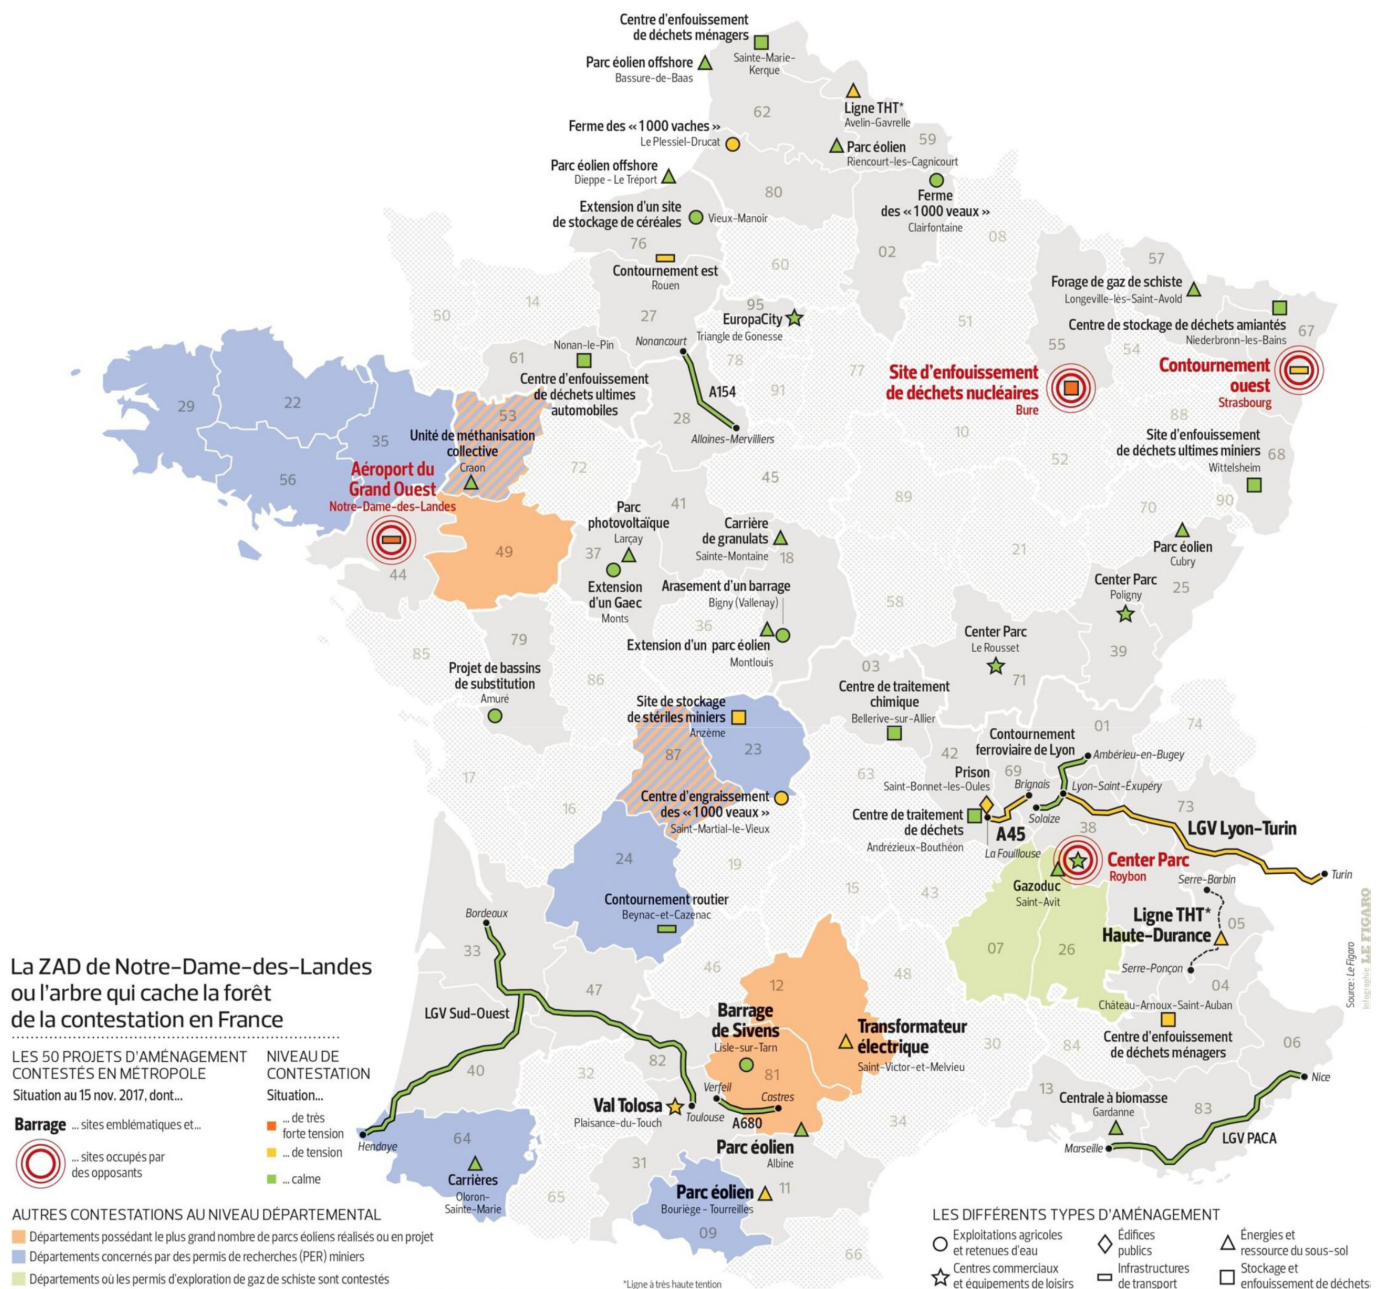 Centre d'enfouissement
de déchets ménagers
Sainte-Marie-
Kerque
Parc éolien offshore
Bassure-de-Baas
Ligne THT*
Avelin-Gavrelle
62
59
Ferme des « 1000 vaches »
Le Plessiel-Drucat
Parc éolien
Riencourt-les-Cagnicourt
Parc éolien offshore
Dieppe - Le Tréport
80
Ferme
des « 1000 veaux »
Clairfontaine
Extension d'un site
de stockage de céréales
Vieux-Manoir
76
02
08
60
Contournement est
Rouen
57
Forage de gaz de schiste
Longeville-lès-Saint-Avold
50
14
27
95
EuropaCity
Triangle de Gonesse
51
Centre de stockage de déchets amiantés
Niederbronn-les-Bains
67
55
54
Nonancourt
61
Nonan-le-Pin
Centre d'enfouissement
de déchets ultimes
automobiles
78
91
77
Site d'enfouissement
de déchets nucléaires
Bure
Contournement
ouest
Strasbourg
A154
28
Allaines-Mervilliers
29
22
35
53
56
Unité de méthanisation
collective
Craon
10
88
52
Site d'enfouissement
de déchets ultimes miniers
Wittelsheim
68
Aéroport du
Grand Ouest
Notre-Dame-des-Landes
72
45
41
89
70
90
Parc
photovoltaïque
Larçay
Carrière
de granulats
Sainte-Montaine
18
21
Parc éolien
Cubry
49
37
44
Extension
d'un Gaec
Monts
Arasement d'un barrage
Bigny (Vallenay)
58
Center Parc
Poligny
25
36
Extension d'un parc éolien
Montlouis
Center Parc
Le Rousset
39
71
85
79
86
03
Projet de bassins
de substitution
Amuré
Site de stockage
de stériles miniers
Anzème
Centre de traitement
chimique
Bellerive-sur-Allier
01
74
87
23
42
Contournement
ferroviaire de Lyon
Ambérieu-en-Bugey
17
16
63
69
Prison
Saint-Bonnet-les-Oules
Brignais
Lyon-Saint-Exupéry
73
Centre d'engraissement
des « 1000 veaux »
Saint-Martial-le-Vieux
Centre de traitement
de déchets
Andrézieux-Bouthéon
Solaize
A45
La Fouillouse
38
LGV Lyon-Turin
Turin
24
19
15
43
Center Parc
Roybon
Gazoduc
Saint-Avit
Serre-Barbin
Contournement routier
Beynac-et-Cazenac
Bordeaux
33
Ligne THT*
Haute-Durance
05
07
26
46
48
Serre-Ponçon
04
Source : Le Figaro
Infographie LE FIGARO
La ZAD de Notre-Dame-des-Landes
ou l'arbre qui cache la forêt
de la contestation en France
LGV Sud-Ouest
47
12
Barrage
de Sivens
Lisle-sur-Tarn
Transformateur
électrique
Saint-Victor-et-Melvieu
Château-Arnoux-Saint-Auban
Centre d'enfouissement
de déchets ménagers
06
30
84
40
32
82
81
Verfeil
Castres
A680
Val Tolosa
Plaisance-du-Touch
Toulouse
13
Centrale à biomasse
Gardanne
Nice
83
LGV PACA
Marseille
34
Hendaye
64
Carrières
Oloron-
Sainte-Marie
65
31
Parc éolien
Albine
Parc éolien
Bouriège - Tourreilles
11
09
66
LES 50 PROJETS D'AMÉNAGEMENT
CONTESTÉS EN MÉTROPOLE
Situation au 15 nov. 2017, dont...
Barrage ... sites emblématiques et...
... sites occupés par
des opposants
NIVEAU DE
CONTESTATION
Situation...
... de très
forte tension
... de tension
... calme
AUTRES CONTESTATIONS AU NIVEAU DÉPARTEMENTAL
Départements possédant le plus grand nombre de parcs éoliens réalisés ou en projet
Départements concernés par des permis de recherches (PER) miniers
Départements où les permis d'exploration de gaz de schiste sont contestés
*Ligne à très haute tention
LES DIFFÉRENTS TYPES D'AMÉNAGEMENT
Exploitations agricoles
et retenues d'eau
Édifices
publics
Énergies et
ressource du sous-sol
Centres commerciaux
et équipements de loisirs
Infrastructures
de transport
Stockage et
enfouissement de déchets